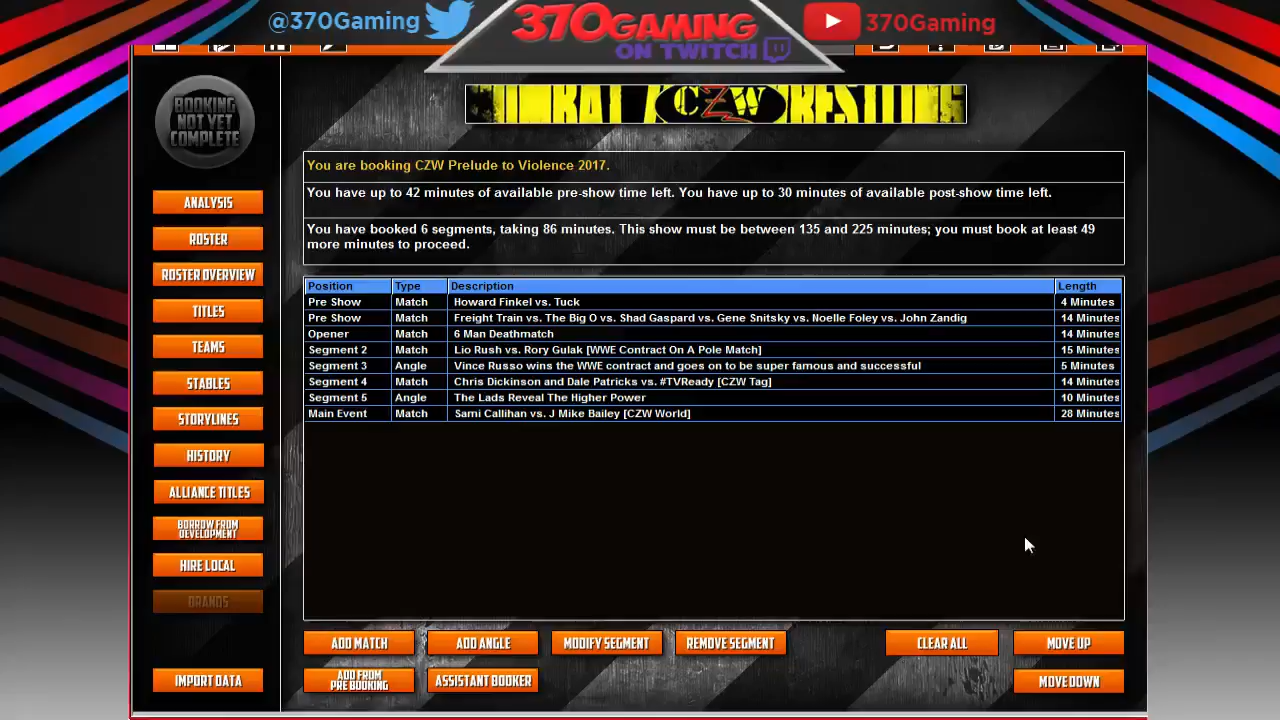 @370Gaming
370GAMING
ON TWITCH
370Gaming
BOOKING
NOT YET
COMPLETE
COMBAT CZW WRESTLING
You are booking CZW Prelude to Violence 2017.
You have up to 42 minutes of available pre-show time left. You have up to 30 minutes of available post-show time left.
You have booked 6 segments, taking 86 minutes. This show must be between 135 and 225 minutes; you must book at least 49
more minutes to proceed.
Position Type Description Length
Pre Show Match Howard Finkel vs. Tuck 4 Minutes
Pre Show Match Freight Train vs. The Big O vs. Shad Gaspard vs. Gene Snitsky vs. Noelle Foley vs. John Zandig 14 Minutes
Opener Match 6 Man Deathmatch 14 Minutes
Segment 2 Match Lio Rush vs. Rory Gulak [WWE Contract On A Pole Match] 15 Minutes
Segment 3 Angle Vince Russo wins the WWE contract and goes on to be super famous and successful 5 Minutes
Segment 4 Match Chris Dickinson and Dale Patricks vs. #TVReady [CZW Tag] 14 Minutes
Segment 5 Angle The Lads Reveal The Higher Power 10 Minutes
Main Event Match Sami Callihan vs. J Mike Bailey [CZW World] 28 Minutes
ANALYSIS
ROSTER
ROSTER OVERVIEW
TITLES
TEAMS
STABLES
STORYLINES
HISTORY
ALLIANCE TITLES
BORROW FROM
DEVELOPMENT
HIRE LOCAL
BRANDS
IMPORT DATA
ADD MATCH ADD ANGLE MODIFY SEGMENT REMOVE SEGMENT CLEAR ALL MOVE UP
ADD FROM
PRE BOOKING
ASSISTANT BOOKER MOVE DOWN